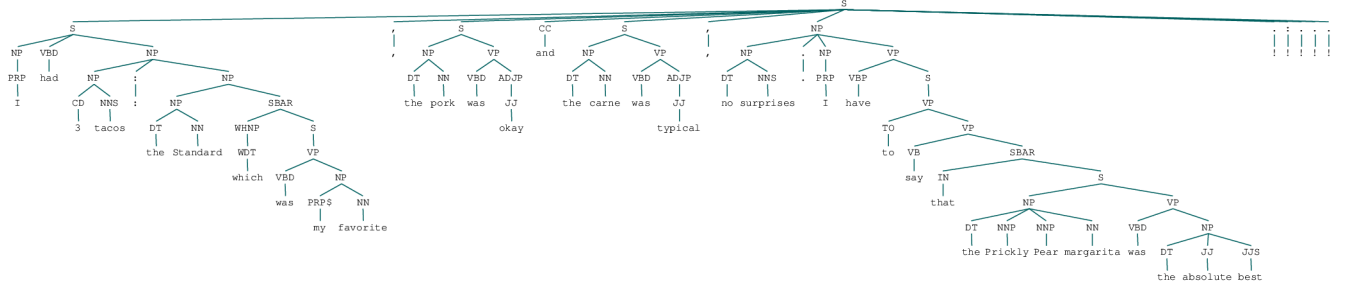 S
S , S CC S , NP . : . . .
NP VBD NP , NP VP and NP VP , NP . NP VP ! ! ! ! !
PRP had NP : NP DT NN VBD ADJP DT NN VBD ADJP DT NNS . PRP VBP S
I CD NNS : NP SBAR the pork was JJ the carne was JJ no surprises I have VP
3 tacos DT NN WHNP S okay typical TO VP
the Standard WDT VP to VB SBAR
which VBD NP say IN S
was PRP$ NN that NP VP
my favorite DT NNP NNP NN VBD NP
the Prickly Pear margarita was DT JJ JJS
the absolute best